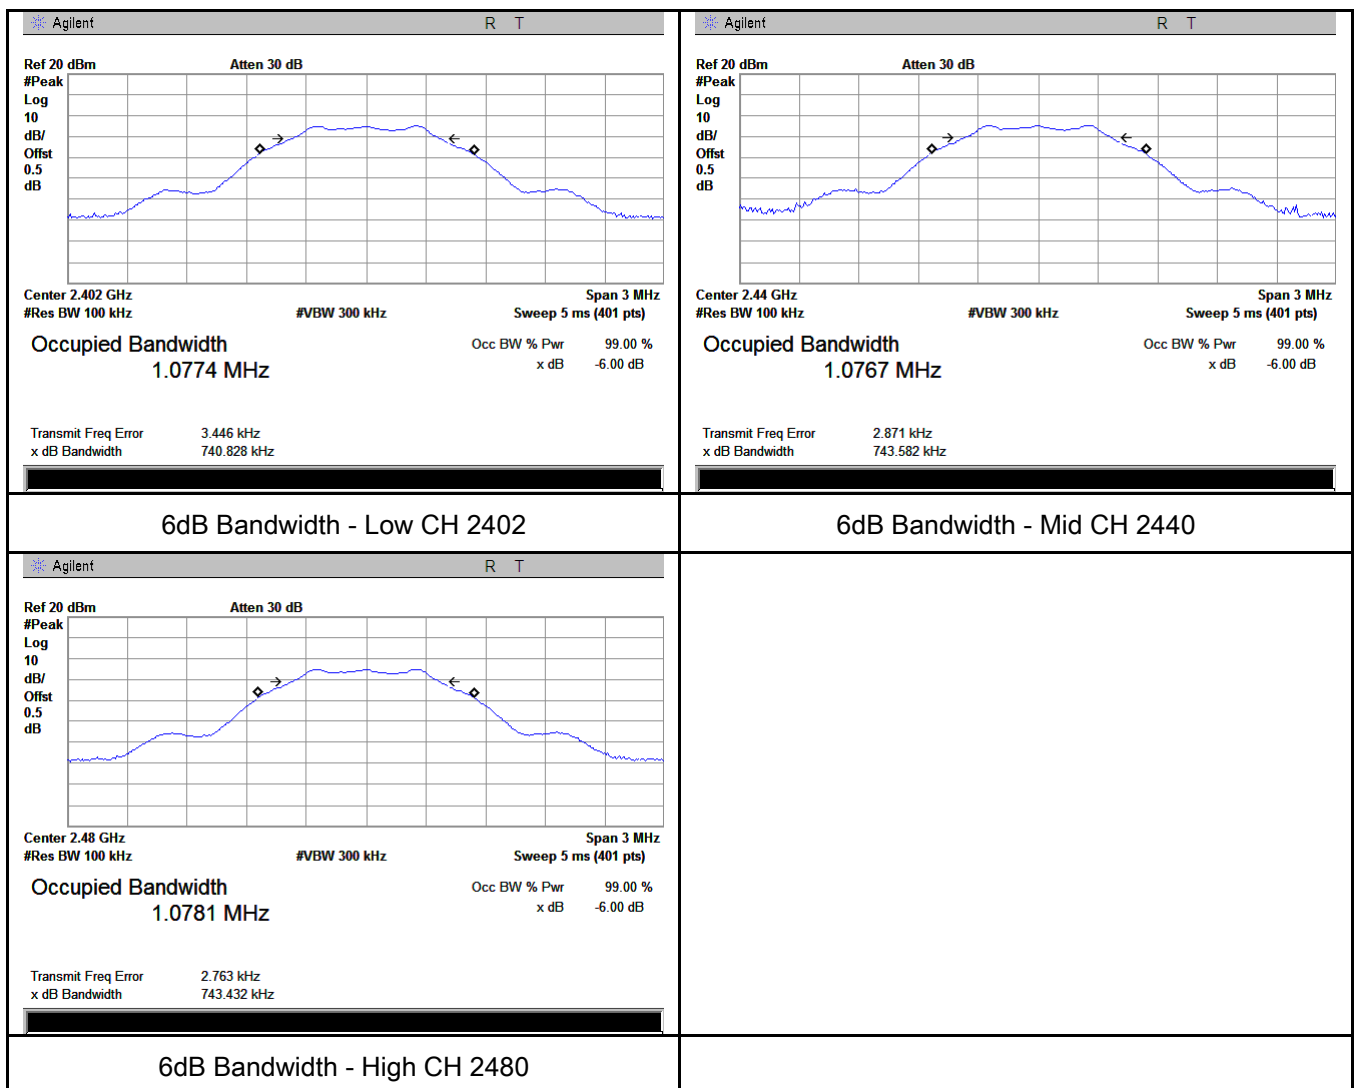 Agilent R T
Ref 20 dBm Atten 30 dB
#Peak
Log
10
dB/
Offst
0.5
dB
Center 2.402 GHz Span 3 MHz
#Res BW 100 kHz #VBW 300 kHz Sweep 5 ms (401 pts)
Occupied Bandwidth Occ BW % Pwr 99.00 %
1.0774 MHz x dB -6.00 dB
Transmit Freq Error 3.446 kHz
x dB Bandwidth 740.828 kHz
6dB Bandwidth - Low CH 2402
Agilent R T
Ref 20 dBm Atten 30 dB
#Peak
Log
10
dB/
Offst
0.5
dB
Center 2.44 GHz Span 3 MHz
#Res BW 100 kHz #VBW 300 kHz Sweep 5 ms (401 pts)
Occupied Bandwidth Occ BW % Pwr 99.00 %
1.0767 MHz x dB -6.00 dB
Transmit Freq Error 2.871 kHz
x dB Bandwidth 743.582 kHz
6dB Bandwidth - Mid CH 2440
Agilent R T
Ref 20 dBm Atten 30 dB
#Peak
Log
10
dB/
Offst
0.5
dB
Center 2.48 GHz Span 3 MHz
#Res BW 100 kHz #VBW 300 kHz Sweep 5 ms (401 pts)
Occupied Bandwidth Occ BW % Pwr 99.00 %
1.0781 MHz x dB -6.00 dB
Transmit Freq Error 2.763 kHz
x dB Bandwidth 743.432 kHz
6dB Bandwidth - High CH 2480